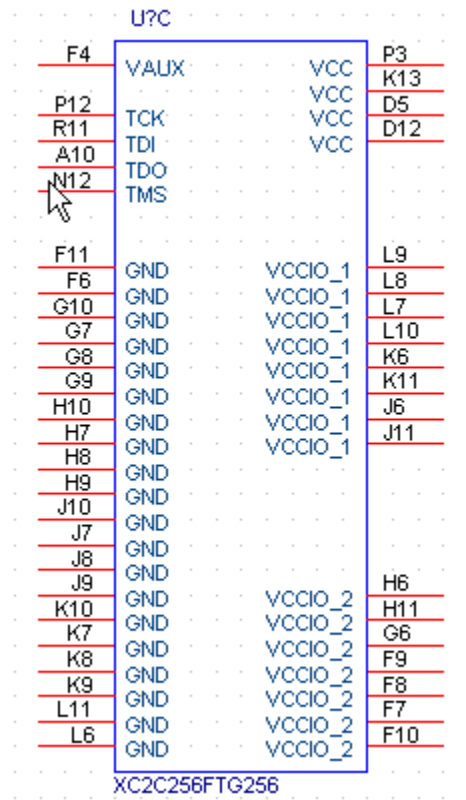 U?C
F4 VAUX VCC P3
VCC K13
P12 TCK VCC D5
R11 TDI VCC D12
A10 TDO
N12 TMS
F11 GND VCCIO_1 L9
F6 GND VCCIO_1 L8
G10 GND VCCIO_1 L7
G7 GND VCCIO_1 L10
G8 GND VCCIO_1 K6
G9 GND VCCIO_1 K11
H10 GND VCCIO_1 J6
H7 GND VCCIO_1 J11
H8 GND
H9 GND
J10 GND
J7 GND
J8 GND
J9 GND VCCIO_2 H6
K10 GND VCCIO_2 H11
K7 GND VCCIO_2 G6
K8 GND VCCIO_2 F9
K9 GND VCCIO_2 F8
L11 GND VCCIO_2 F7
L6 GND VCCIO_2 F10
XC2C256FTG256